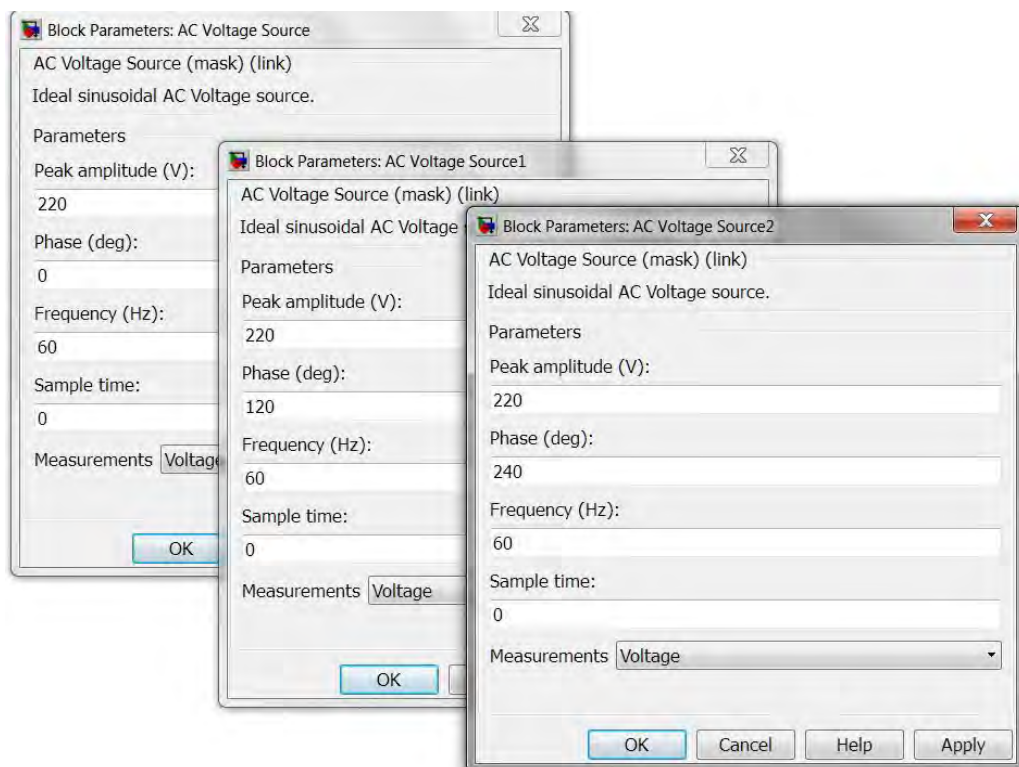 Block Parameters: AC Voltage Source
AC Voltage Source (mask) (link)
Ideal sinusoidal AC Voltage source.
Parameters
Peak amplitude (V):
220
Phase (deg):
0
Frequency (Hz):
60
Sample time:
0
Measurements Voltage
OK
Block Parameters: AC Voltage Source1
AC Voltage Source (mask) (link)
Ideal sinusoidal AC Voltage
Parameters
Peak amplitude (V):
220
Phase (deg):
120
Frequency (Hz):
60
Sample time:
0
Measurements Voltage
OK
Block Parameters: AC Voltage Source2
AC Voltage Source (mask) (link)
Ideal sinusoidal AC Voltage source.
Parameters
Peak amplitude (V):
220
Phase (deg):
240
Frequency (Hz):
60
Sample time:
0
Measurements Voltage
OK Cancel Help Apply